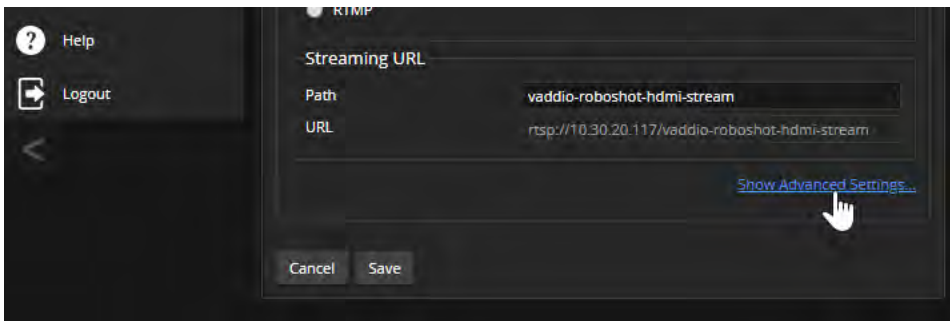 RTMP
Help
Logout
Streaming URL
Path
vaddio-roboshot-hdmi-stream
URL
rtsp://10.30.20.117/vaddio-roboshot-hdmi-stream
Show Advanced Settings...
Cancel
Save